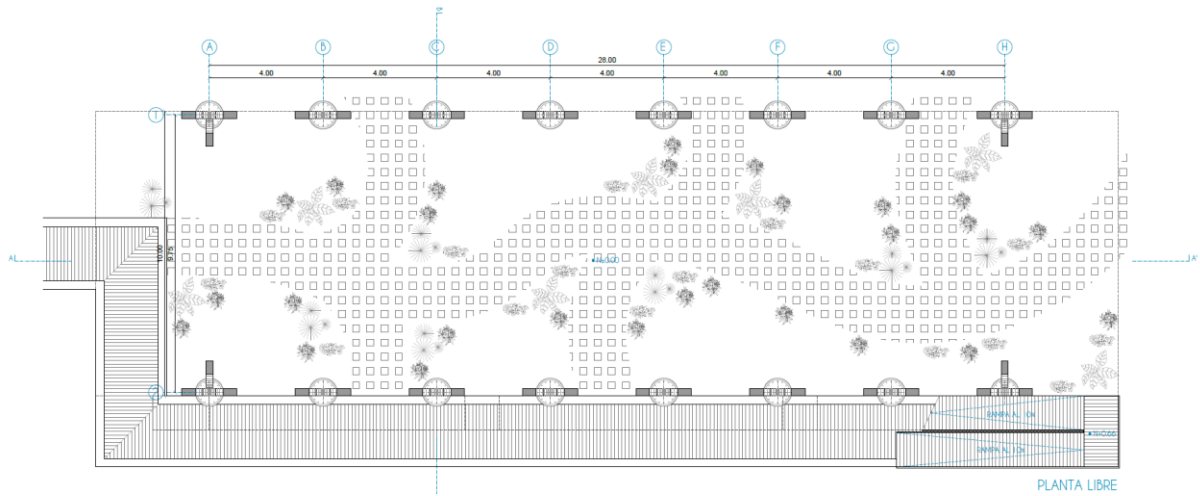 A B C D E F G H
28.00
4.00 4.00 4.00 4.00 4.00 4.00 4.00
1
10.00
9.75
A'
2
RAMPA AL 10%
RAMPA AL 10%
PLANTA LIBRE